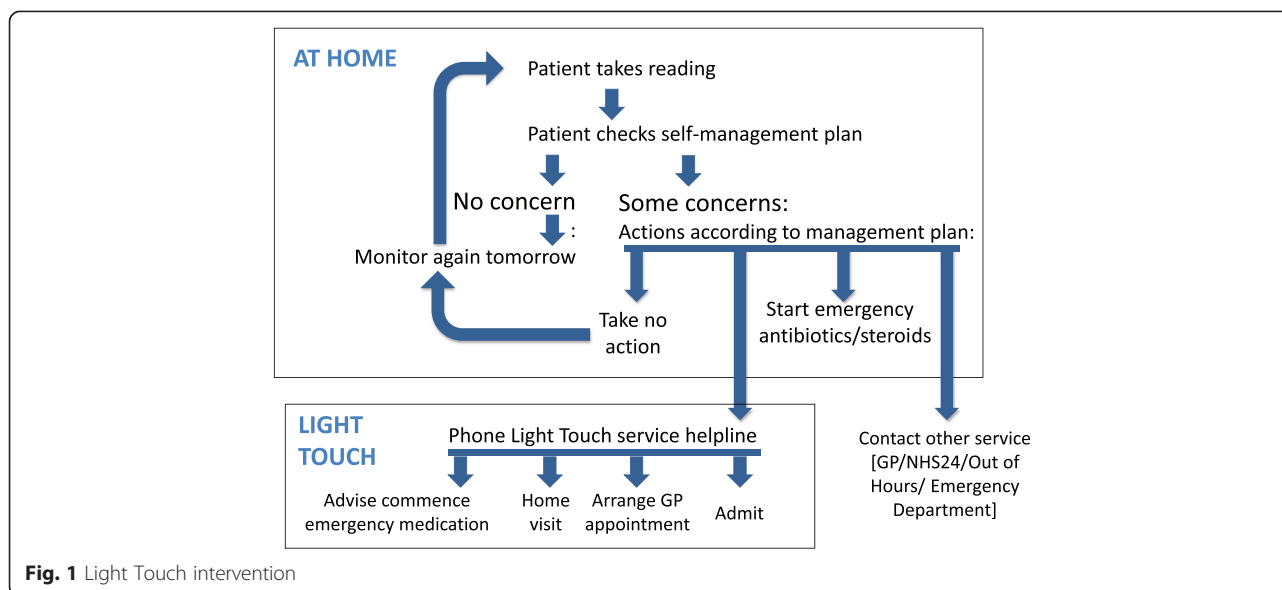 AT HOME
Patient takes reading
Patient checks self-management plan
No concern
:
Some concerns:
Actions according to management plan:
Monitor again tomorrow
Take no
action
Start emergency
antibiotics/steroids
LIGHT
TOUCH
Phone Light Touch service helpline
Advise commence
emergency medication
Home
visit
Arrange GP
appointment
Admit
Contact other service
[GP/NHS24/Out of
Hours/ Emergency
Department]
Fig. 1 Light Touch intervention